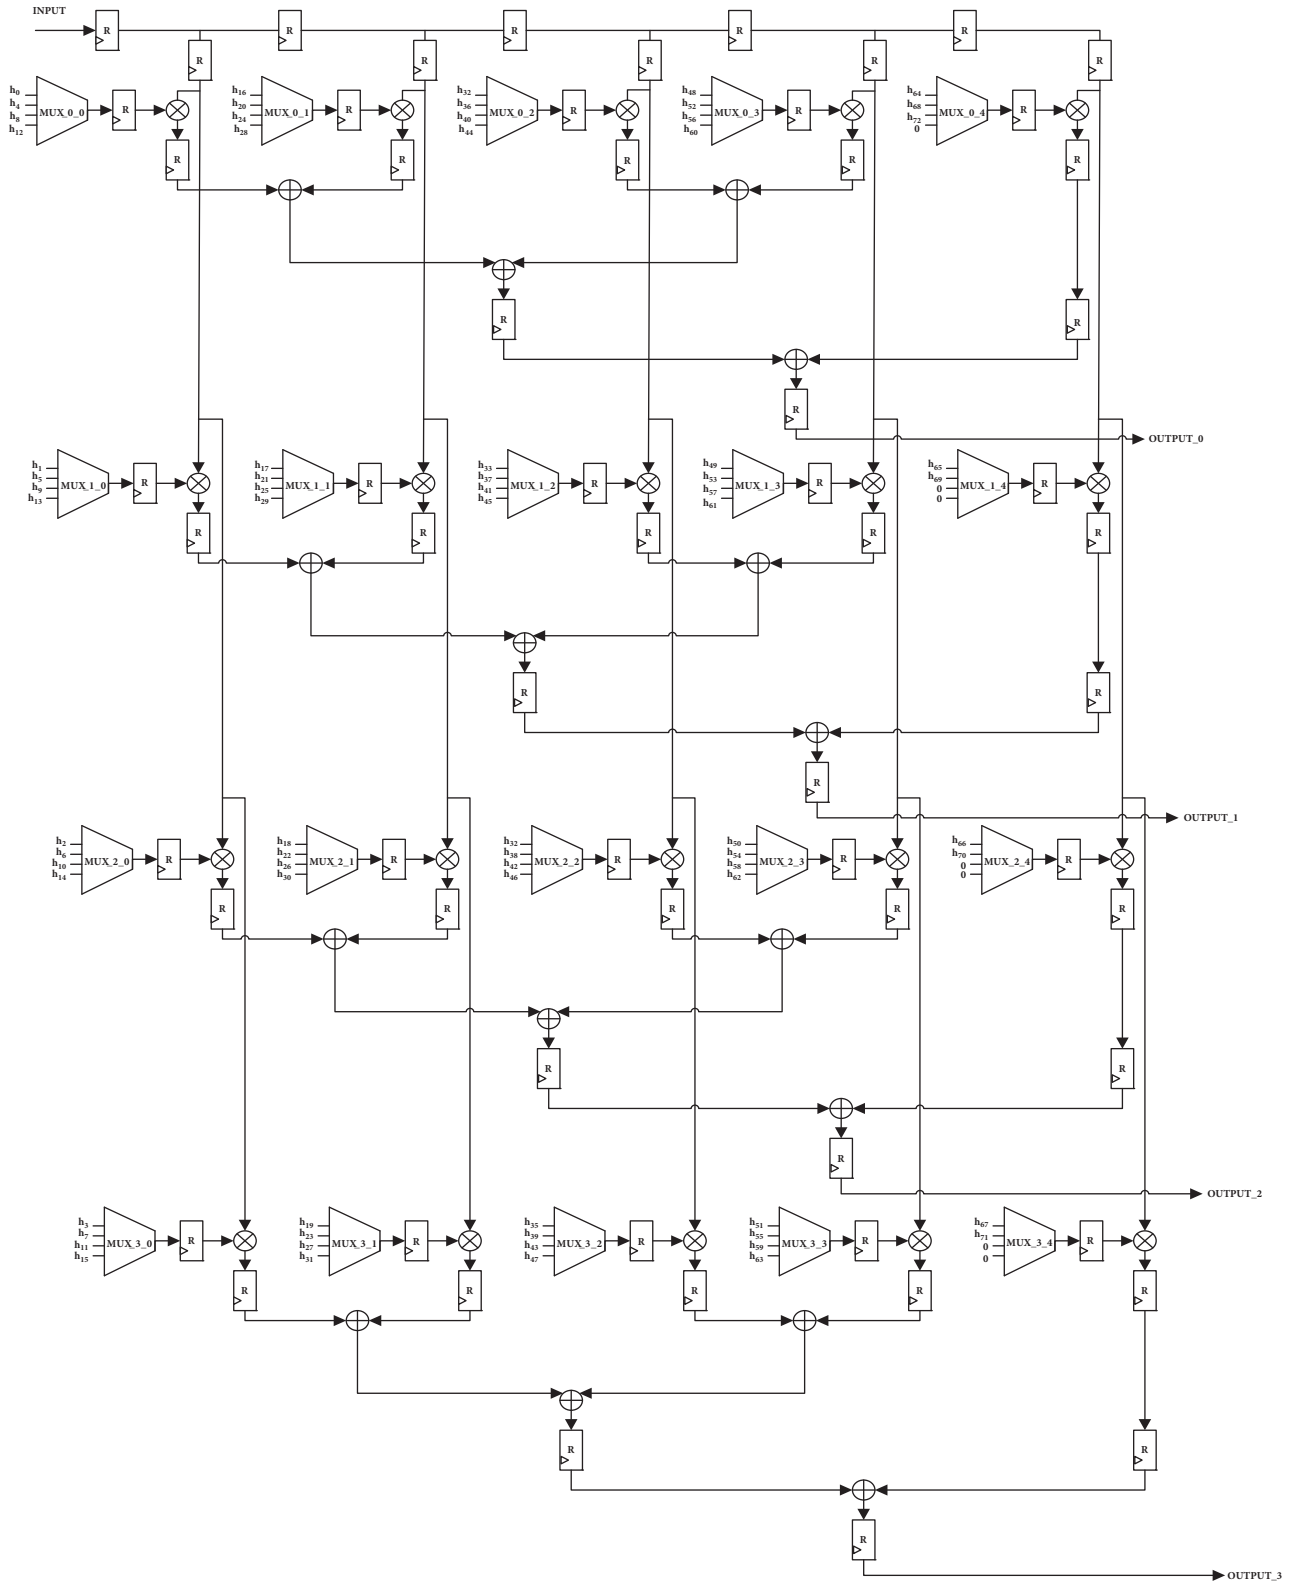 INPUT
R R R R R
R R R R R
h0 h4 h8 h12 MUX_0_0 R h16 h20 h24 h28 MUX_0_1 R h32 h36 h40 h44 MUX_0_2 R h48 h52 h56 h60 MUX_0_3 R h64 h68 h72 0 MUX_0_4 R
R R R R R
R R
R
OUTPUT_0
h1 h5 h9 h13 MUX_1_0 R h17 h21 h25 h29 MUX_1_1 R h33 h37 h41 h45 MUX_1_2 R h49 h53 h57 h61 MUX_1_3 R h65 h69 0 0 MUX_1_4 R
R R R R R
R R
R
OUTPUT_1
h2 h6 h10 h14 MUX_2_0 R h18 h22 h26 h30 MUX_2_1 R h32 h38 h42 h46 MUX_2_2 R h50 h54 h58 h62 MUX_2_3 R h66 h70 0 0 MUX_2_4 R
R R R R R
R R
R
OUTPUT_2
h3 h7 h11 h15 MUX_3_0 R h19 h23 h27 h31 MUX_3_1 R h35 h39 h43 h47 MUX_3_2 R h51 h55 h59 h63 MUX_3_3 R h67 h71 0 0 MUX_3_4 R
R R R R R
R R
R
OUTPUT_3